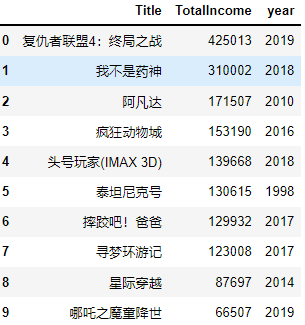 Title TotalIncome year
0 复仇者联盟4：终局之战 425013 2019
1 我不是药神 310002 2018
2 阿凡达 171507 2010
3 疯狂动物城 153190 2016
4 头号玩家(IMAX 3D) 139668 2018
5 泰坦尼克号 130615 1998
6 摔跤吧！爸爸 129932 2017
7 寻梦环游记 123008 2017
8 星际穿越 87697 2014
9 哪吒之魔童降世 66507 2019